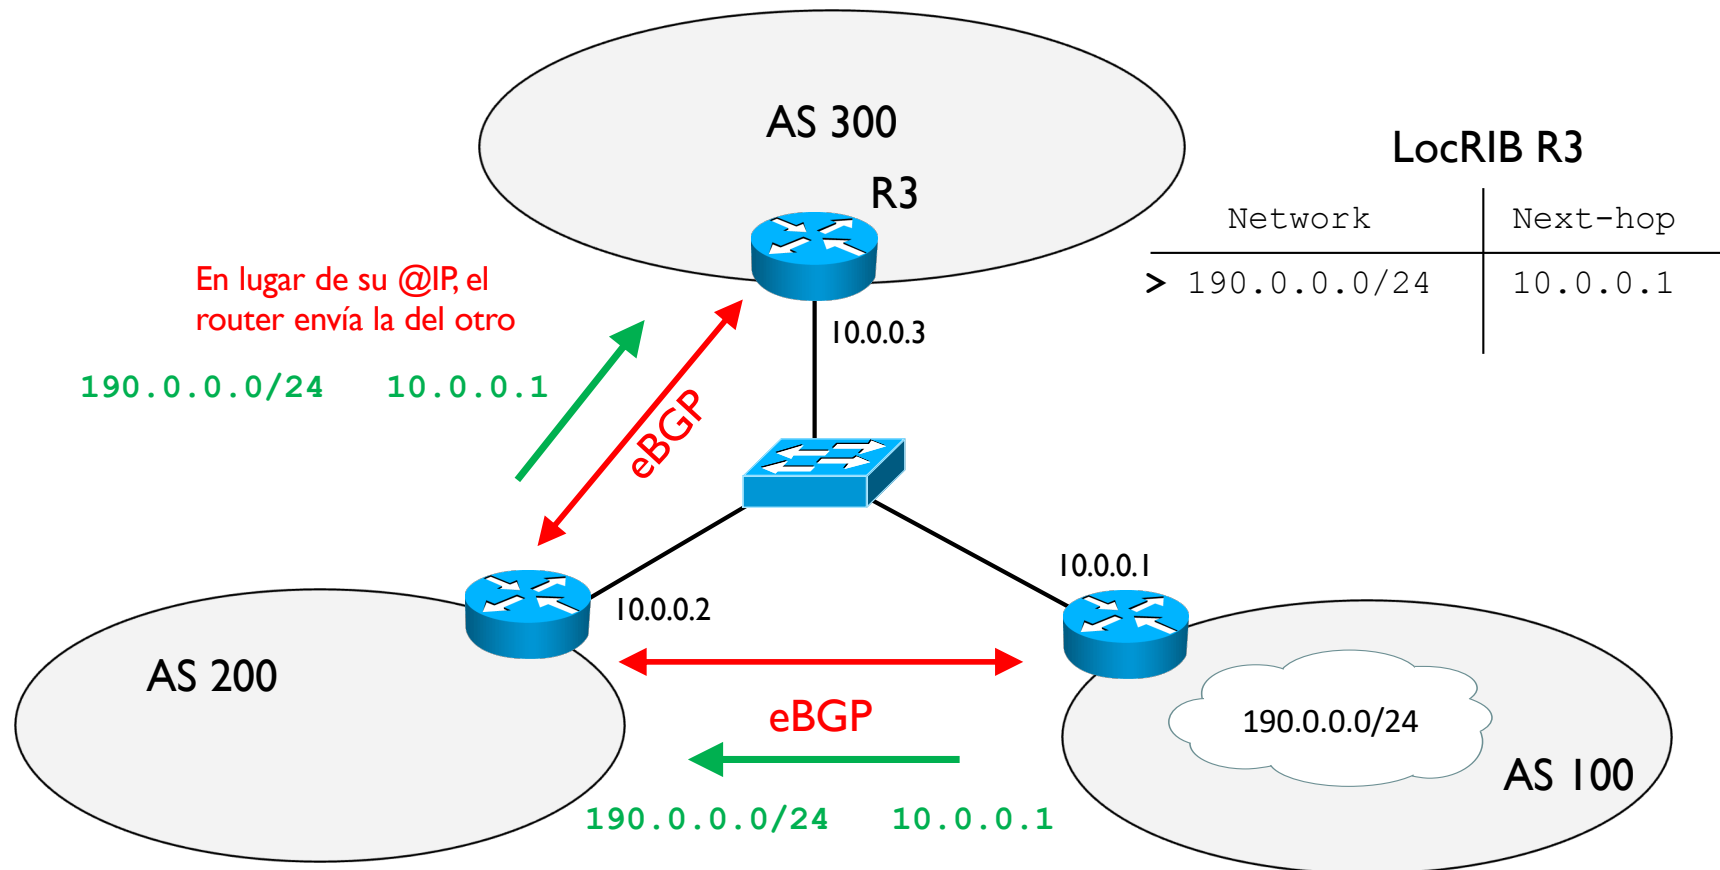 AS 300
R3
LocRIB R3
Network Next-hop
> 190.0.0.0/24 10.0.0.1
En lugar de su @IP, el
router envía la del otro
10.0.0.3
190.0.0.0/24 10.0.0.1
eBGP
10.0.0.1
10.0.0.2
AS 200
eBGP
190.0.0.0/24
AS 100
190.0.0.0/24 10.0.0.1